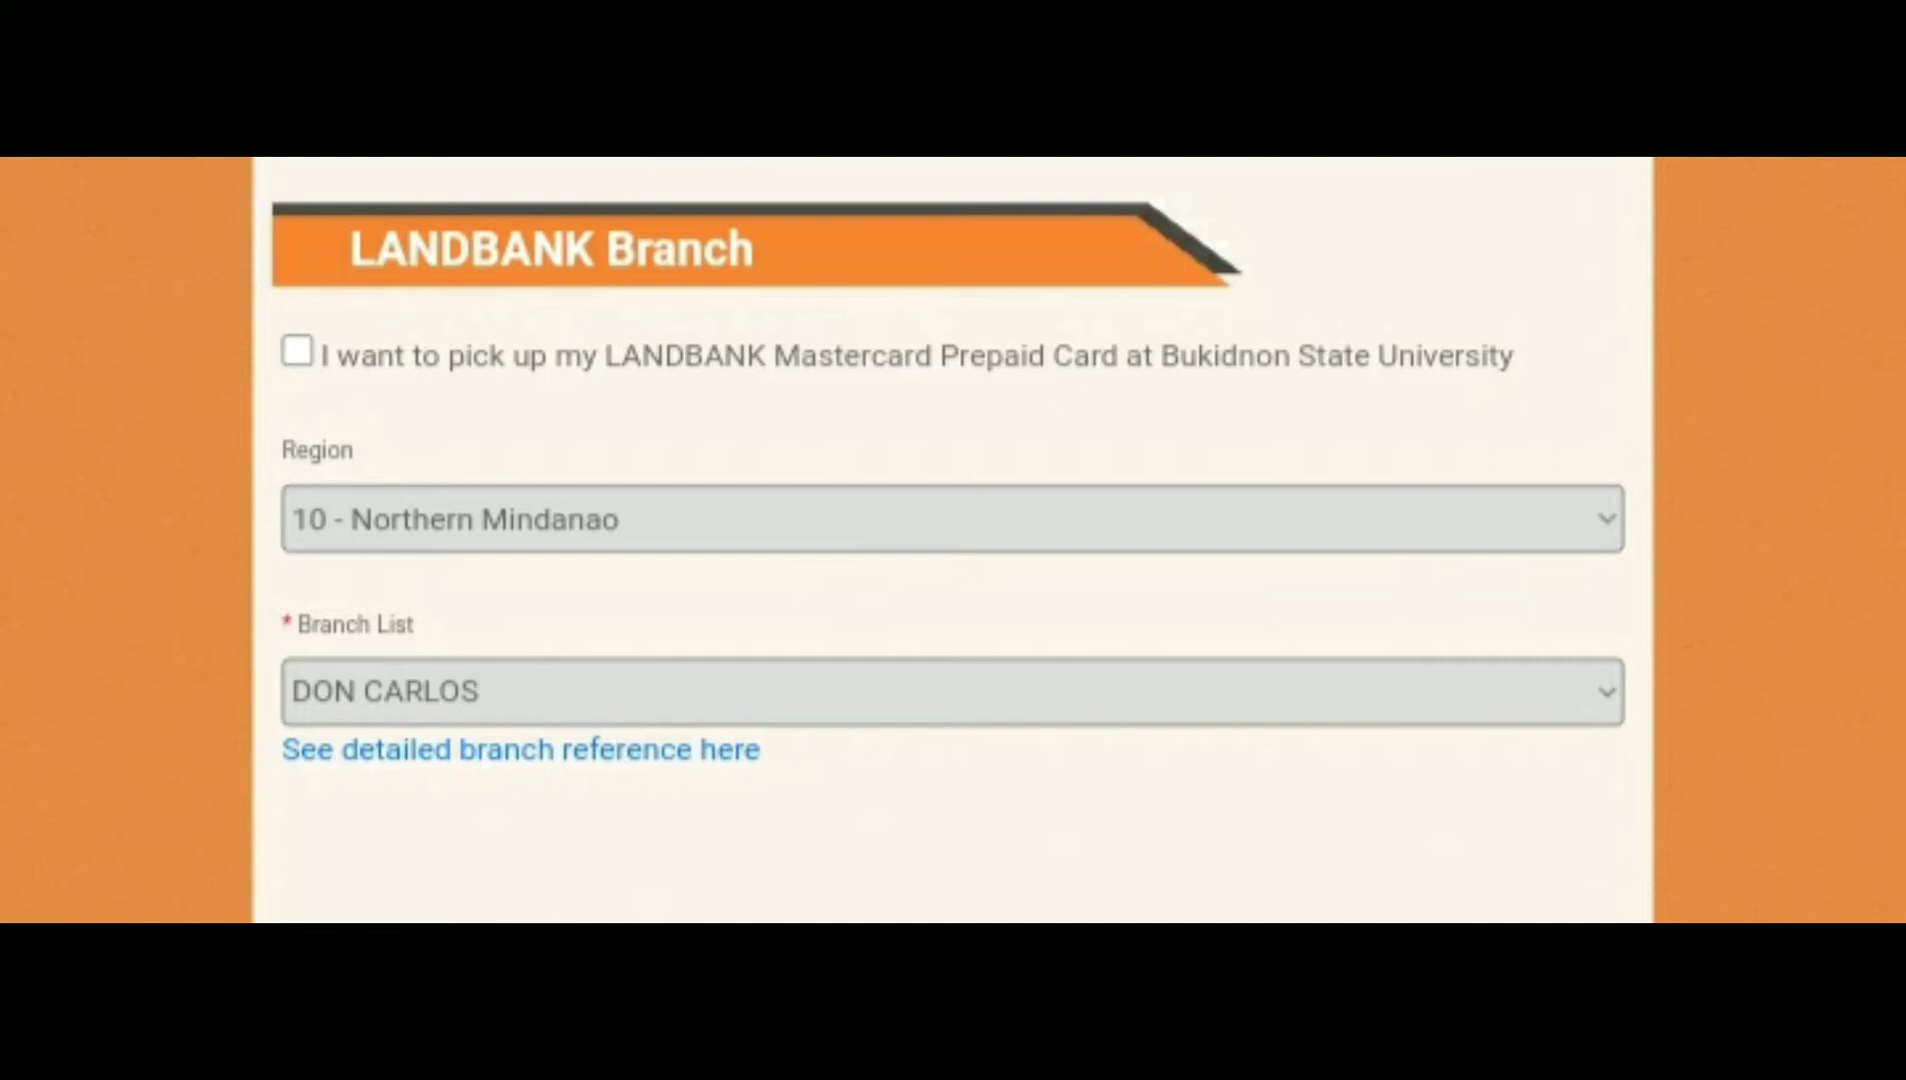 LANDBANK Branch
I want to pick up my LANDBANK Mastercard Prepaid Card at Bukidnon State University
Region
10 - Northern Mindanao
* Branch List
DON CARLOS
See detailed branch reference here